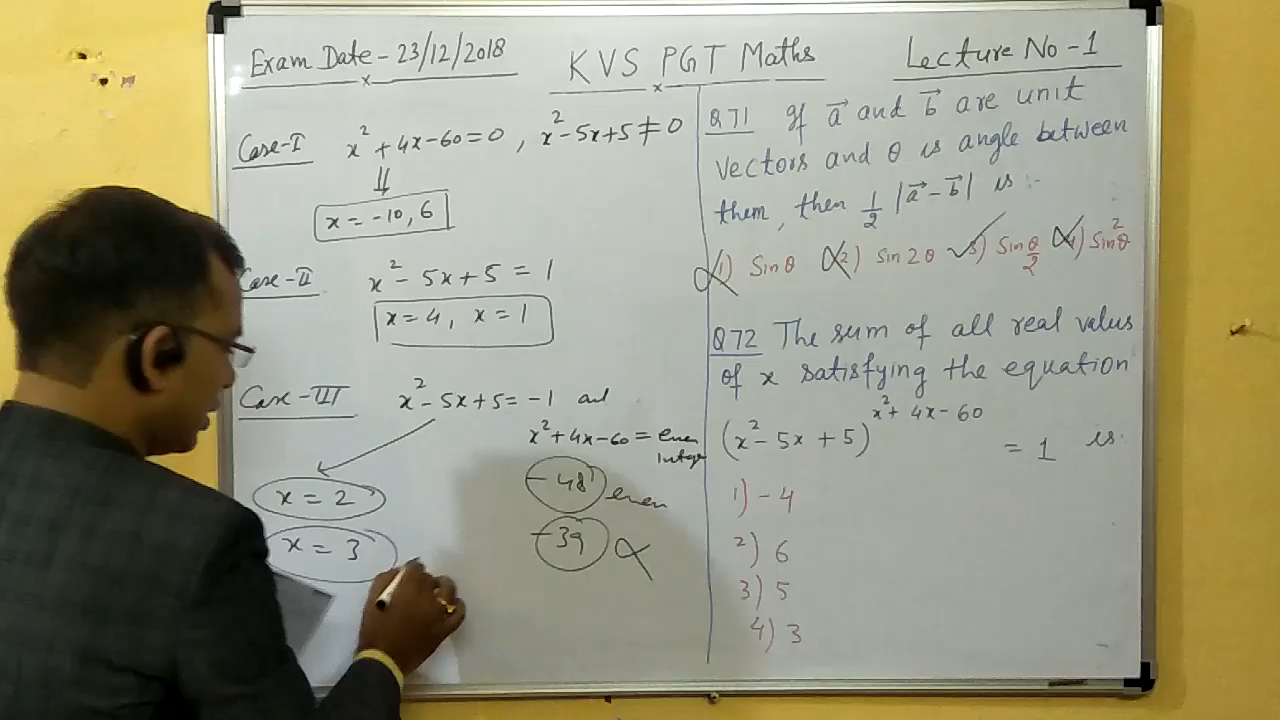 Exam Date - 23/12/2018
KVS PGT Maths
Lecture No -1
Case-I x² + 4x - 60 = 0 , x² - 5x + 5 ≠ 0
⇓
x = -10, 6
Case-II x² - 5x + 5 = 1
x = 4, x = 1
Case-III x² - 5x + 5 = -1 and
x² + 4x - 60 = even
integer
x = 2
-48 even
x = 3
-39
Q71 If a⃗ and b⃗ are unit
vectors and θ is angle between
them, then 1/2 |a⃗ - b⃗| is :-
1) Sinθ 2) Sin 2θ 3) Sin θ/2 4) Sin²θ
Q72 The sum of all real values
of x satisfying the equation
(x² - 5x + 5)^(x² + 4x - 60) = 1 is:
1) -4
2) 6
3) 5
4) 3